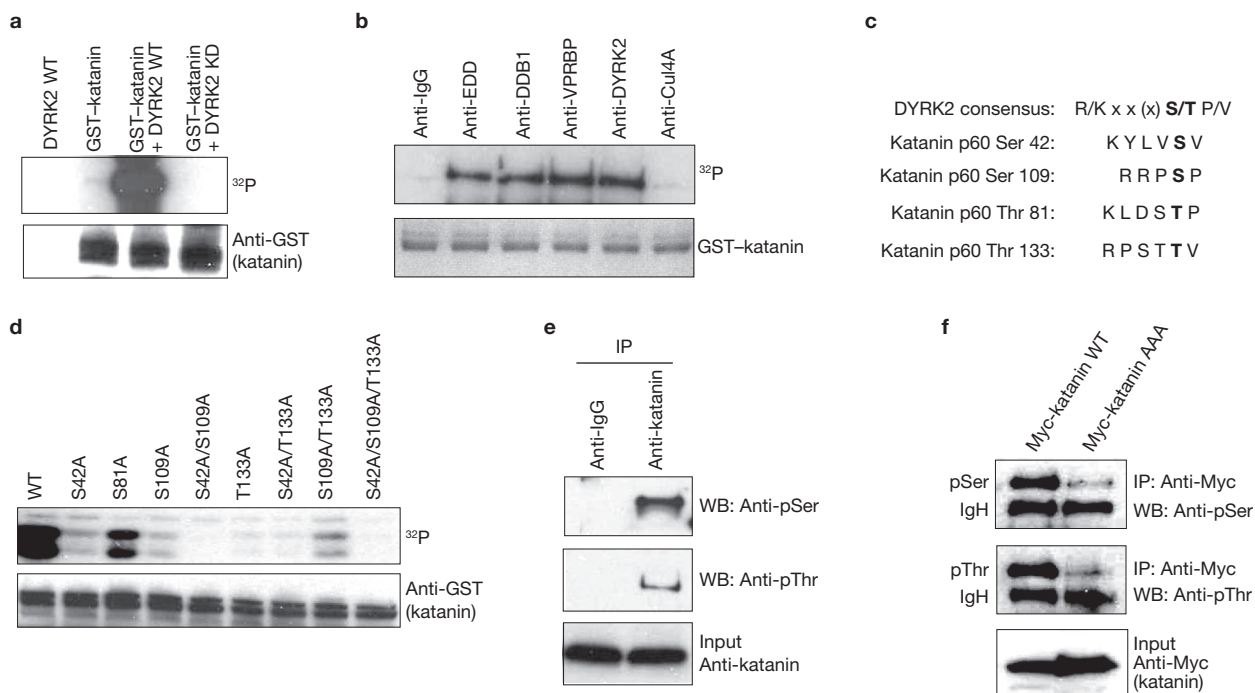 a
DYRK2 WT
GST–katanin
GST–katanin
+ DYRK2 WT
GST–katanin
+ DYRK2 KD
32P
Anti-GST
(katanin)
b
Anti-IgG
Anti-EDD
Anti-DDB1
Anti-VPRBP
Anti-DYRK2
Anti-Cul4A
32P
GST–katanin
c
DYRK2 consensus: R/K x x (x) S/T P/V
Katanin p60 Ser 42: K Y L V S V
Katanin p60 Ser 109: R R P S P
Katanin p60 Thr 81: K L D S T P
Katanin p60 Thr 133: R P S T T V
d
WT
S42A
S81A
S109A
S42A/S109A
T133A
S42A/T133A
S109A/T133A
S42A/S109A/T133A
32P
Anti-GST
(katanin)
e
IP
Anti-IgG
Anti-katanin
WB: Anti-pSer
WB: Anti-pThr
Input
Anti-katanin
f
Myc-katanin WT
Myc-katanin AAA
pSer
IgH
IP: Anti-Myc
WB: Anti-pSer
pThr
IgH
IP: Anti-Myc
WB: Anti-pThr
Input
Anti-Myc
(katanin)